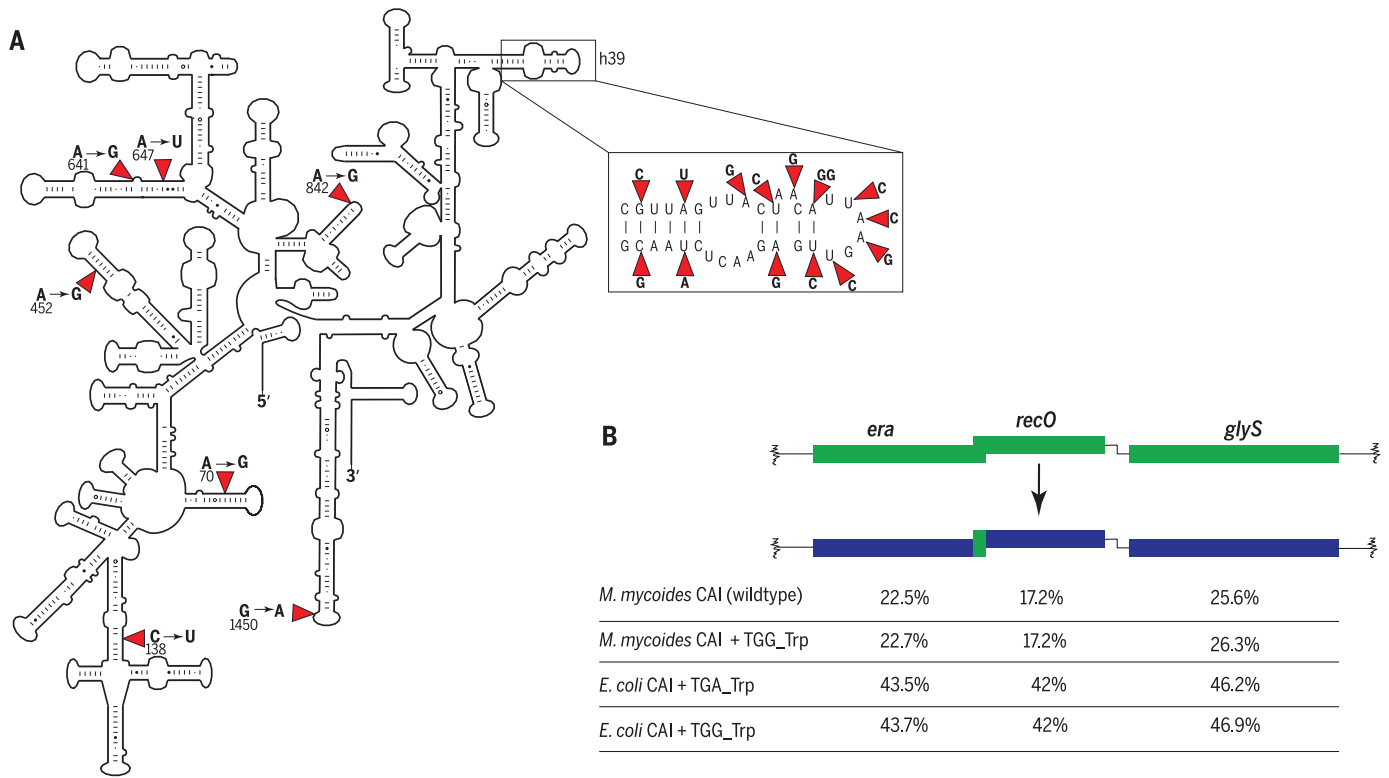 A
h39
A→G
641
A→U
647
A→G
842
G C G GG C
C U
C G U U A G U U A C U A A C A U U A
C
A
G
G C A A U C U C A A C G A G U U G
G A G C C
A→G
452
5′
3′
A→G
70
G→A
1450
C→U
138
B
era recO glyS
M. mycoides CAI (wildtype) 22.5% 17.2% 25.6%
M. mycoides CAI + TGG_Trp 22.7% 17.2% 26.3%
E. coli CAI + TGA_Trp 43.5% 42% 46.2%
E. coli CAI + TGG_Trp 43.7% 42% 46.9%